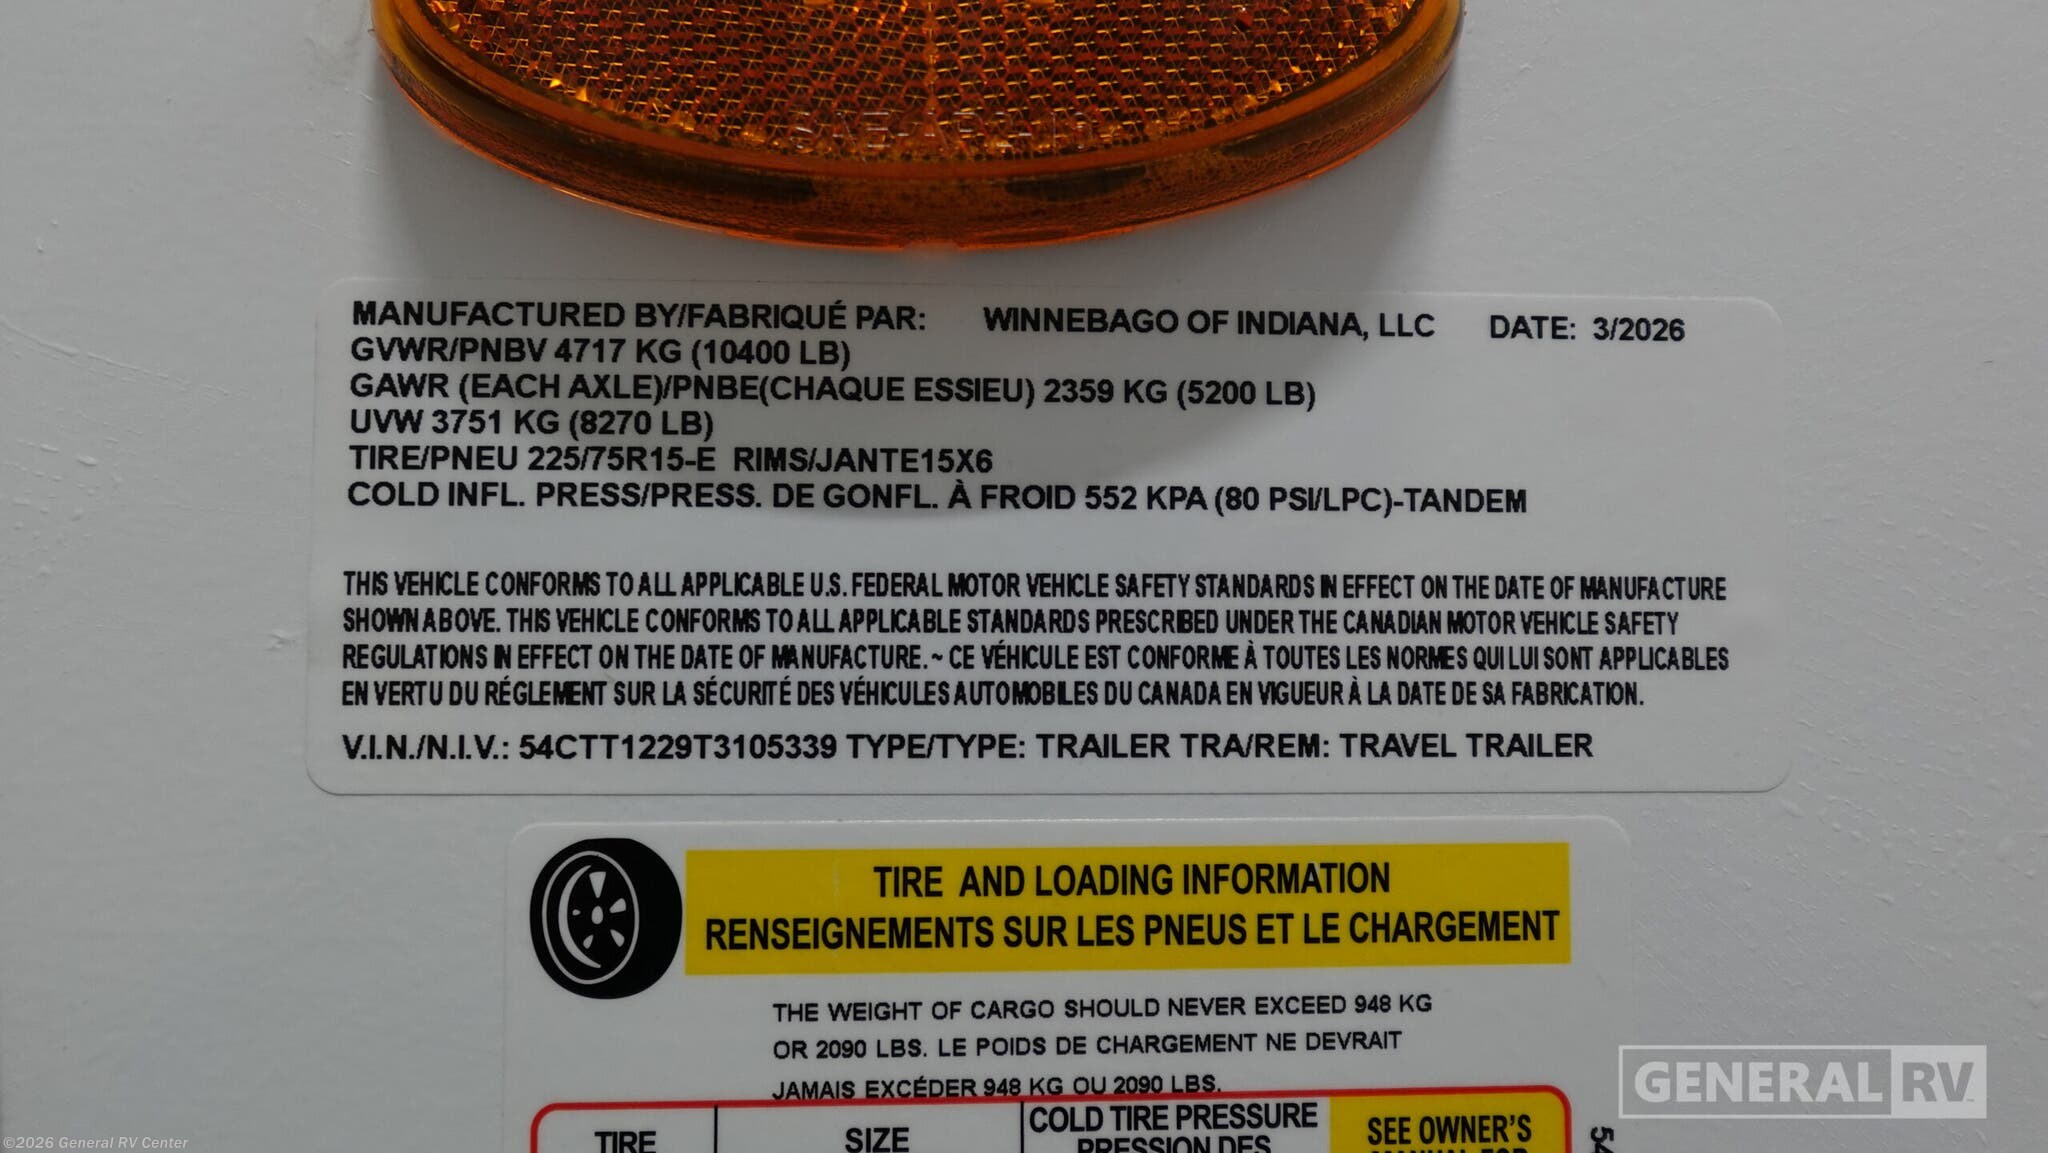 MANUFACTURED BY/FABRIQUÉ PAR: WINNEBAGO OF INDIANA, LLC DATE: 3/2026
GVWR/PNBV 4717 KG (10400 LB)
GAWR (EACH AXLE)/PNBE(CHAQUE ESSIEU) 2359 KG (5200 LB)
UVW 3751 KG (8270 LB)
TIRE/PNEU 225/75R15-E RIMS/JANTE15X6
COLD INFL. PRESS/PRESS. DE GONFL. À FROID 552 KPA (80 PSI/LPC)-TANDEM
THIS VEHICLE CONFORMS TO ALL APPLICABLE U.S. FEDERAL MOTOR VEHICLE SAFETY STANDARDS IN EFFECT ON THE DATE OF MANUFACTURE
SHOWN ABOVE. THIS VEHICLE CONFORMS TO ALL APPLICABLE STANDARDS PRESCRIBED UNDER THE CANADIAN MOTOR VEHICLE SAFETY
REGULATIONS IN EFFECT ON THE DATE OF MANUFACTURE. ~ CE VÉHICULE EST CONFORME À TOUTES LES NORMES QUI LUI SONT APPLICABLES
EN VERTU DU RÉGLEMENT SUR LA SÉCURITÉ DES VÉHICULES AUTOMOBILES DU CANADA EN VIGUEUR À LA DATE DE SA FABRICATION.
V.I.N./N.I.V.: 54CTT1229T3105339 TYPE/TYPE: TRAILER TRA/REM: TRAVEL TRAILER
TIRE AND LOADING INFORMATION
RENSEIGNEMENTS SUR LES PNEUS ET LE CHARGEMENT
THE WEIGHT OF CARGO SHOULD NEVER EXCEED 948 KG
OR 2090 LBS. LE POIDS DE CHARGEMENT NE DEVRAIT
JAMAIS EXCÉDER 948 KG OU 2090 LBS.
TIRE SIZE COLD TIRE PRESSURE SEE OWNER'S
PRESSION DES MANUAL FOR
54
GENERAL RV
©2026 General RV Center